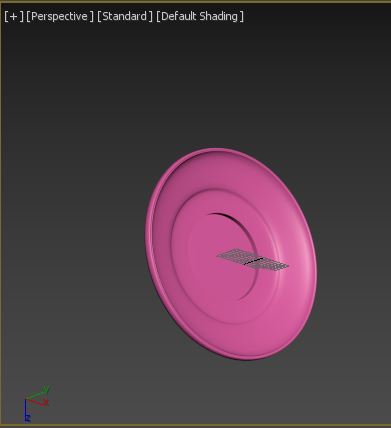 [+] [Perspective ] [Standard ] [Default Shading ]
Y
X
Z